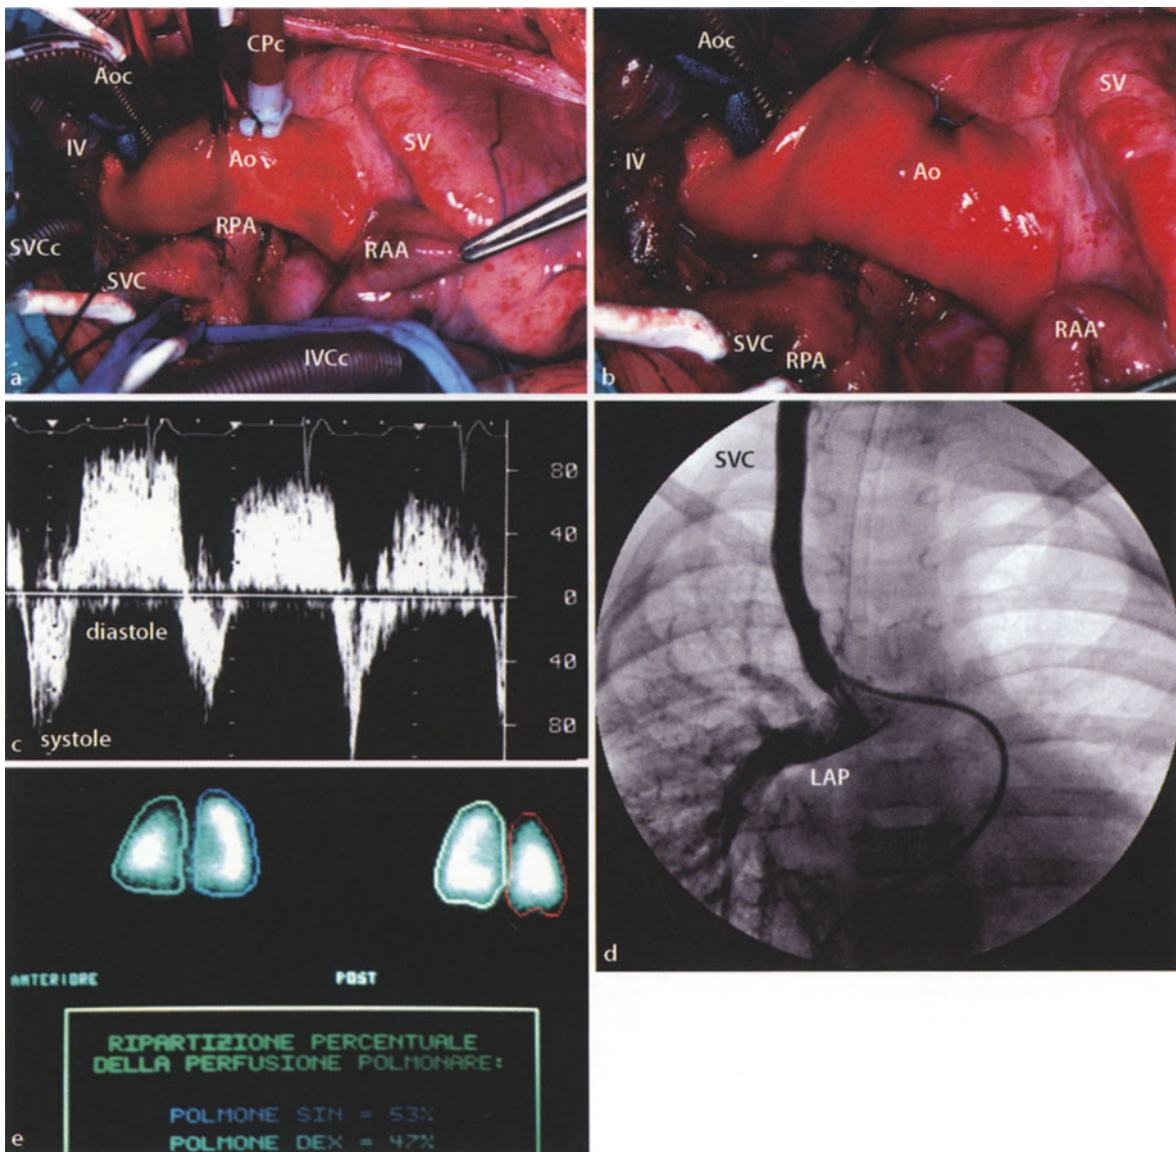 CPc
Aoc
IV
SV
Ao
RPA
RAA
SVCc
SVC
IVCc
a
Aoc
SV
IV
Ao
RAA
SVC
RPA
b
80
40
0
diastole
40
80
systole
c
SVC
LAP
d
ANTERIORE
POST
RIPARTIZIONE PERCENTUALE
DELLA PERFUSIONE POLMONARE:
POLMONE SIN = 53%
POLMONE DEX = 47%
e